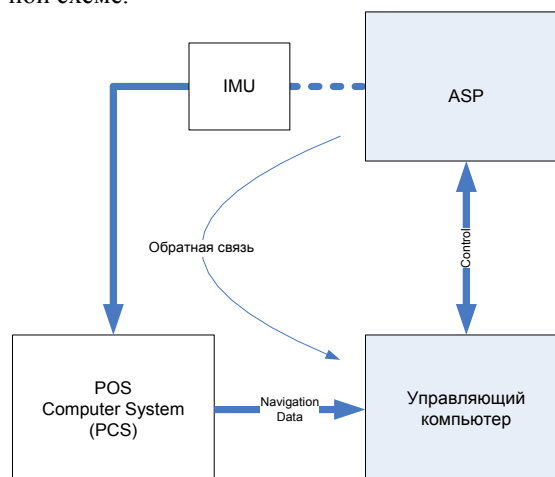 ной схеме.
IMU
ASP
Обратная связь
Control
POS
Computer System
(PCS)
Navigation
Data
Управляющий
компьютер